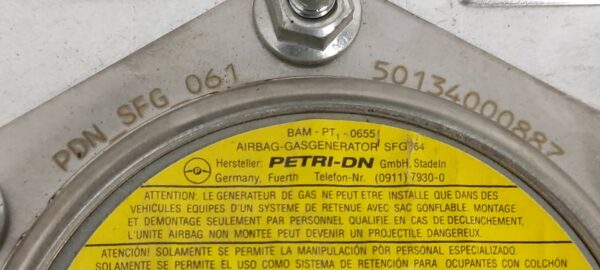 PDN_SFG_06.1
50134000887
BAM - PT₁ - 0655
AIRBAG-GASGENERATOR SFG 64
Hersteller: PETRI-DN GmbH, Stadeln
Germany, Fuerth Telefon-Nr. (0911) 7930-0
ATTENTION: LE GENERATEUR DE GAS NE PEUT ETRE INSTALLE QUE DANS DES
VEHICULES EQUIPES D'UN SYSTEME DE RETENUE AVEC SAC GONFLABLE. MONTAGE
ET DEMONTAGE SEULEMENT PAR PERSONNEL QUALIFIE. EN CAS DE DECLENCHEMENT,
L'UNITE AIRBAG NON MONTEE PEUT DEVENIR UN PROJECTILE DANGEREUX.
ATENCIÓN! SOLAMENTE SE PERMITE LA MANIPULACIÓN POR PERSONAL ESPECIALIZADO.
SOLAMENTE SE PERMITE EL USO COMO SISTEMA DE RETENCIÓN PARA OCUPANTES CON COLCHÓN